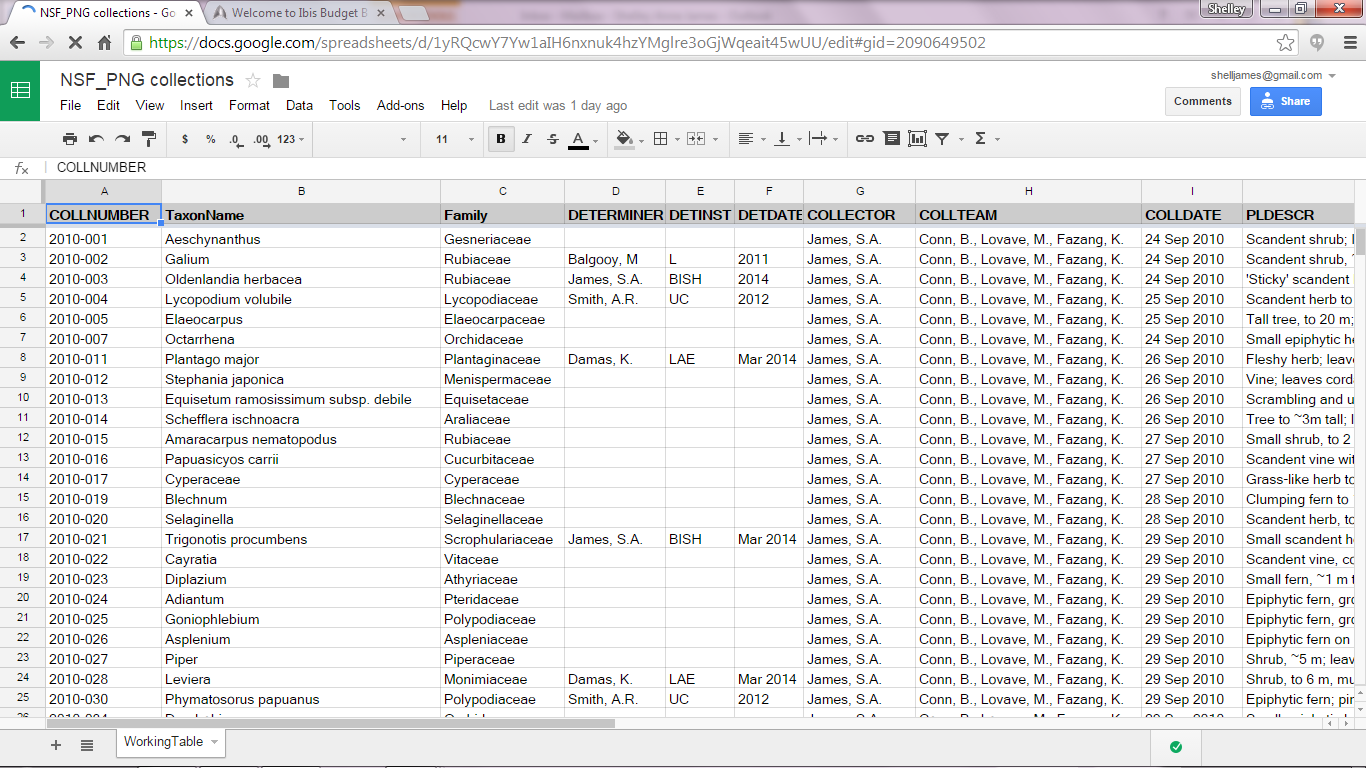 NSF_PNG collections - Go
Welcome to Ibis Budget B
Shelley
https://docs.google.com/spreadsheets/d/1yRQcwY7Yw1aIH6nxnuk4hzYMglre3oGjWqeait45wUU/edit#gid=2090649502
NSF_PNG collections
shelljames@gmail.com
File Edit View Insert Format Data Tools Add-ons Help Last edit was 1 day ago
Comments Share
$ % .0 .00 123 11 B I S A Σ
fx COLLNUMBER
A B C D E F G H I
1 COLLNUMBER TaxonName Family DETERMINER DETINST DETDATE COLLECTOR COLLTEAM COLLDATE PLDESCR
2 2010-001 Aeschynanthus Gesneriaceae James, S.A. Conn, B., Lovave, M., Fazang, K. 24 Sep 2010 Scandent shrub;
3 2010-002 Galium Rubiaceae Balgooy, M L 2011 James, S.A. Conn, B., Lovave, M., Fazang, K. 24 Sep 2010 Scandent shrub,
4 2010-003 Oldenlandia herbacea Rubiaceae James, S.A. BISH 2014 James, S.A. Conn, B., Lovave, M., Fazang, K. 24 Sep 2010 'Sticky' scandent
5 2010-004 Lycopodium volubile Lycopodiaceae Smith, A.R. UC 2012 James, S.A. Conn, B., Lovave, M., Fazang, K. 25 Sep 2010 Scandent herb to
6 2010-005 Elaeocarpus Elaeocarpaceae James, S.A. Conn, B., Lovave, M., Fazang, K. 25 Sep 2010 Tall tree, to 20 m;
7 2010-007 Octarrhena Orchidaceae James, S.A. Conn, B., Lovave, M., Fazang, K. 24 Sep 2010 Small epiphytic he
8 2010-011 Plantago major Plantaginaceae Damas, K. LAE Mar 2014 James, S.A. Conn, B., Lovave, M., Fazang, K. 26 Sep 2010 Fleshy herb; leave
9 2010-012 Stephania japonica Menispermaceae James, S.A. Conn, B., Lovave, M., Fazang, K. 26 Sep 2010 Vine; leaves corda
10 2010-013 Equisetum ramosissimum subsp. debile Equisetaceae James, S.A. Conn, B., Lovave, M., Fazang, K. 26 Sep 2010 Scrambling and u
11 2010-014 Schefflera ischnoacra Araliaceae James, S.A. Conn, B., Lovave, M., Fazang, K. 26 Sep 2010 Tree to ~3m tall; l
12 2010-015 Amaracarpus nematopodus Rubiaceae James, S.A. Conn, B., Lovave, M., Fazang, K. 27 Sep 2010 Small shrub, to 2
13 2010-016 Papuasicyos carrii Cucurbitaceae James, S.A. Conn, B., Lovave, M., Fazang, K. 27 Sep 2010 Scandent vine wit
14 2010-017 Cyperaceae Cyperaceae James, S.A. Conn, B., Lovave, M., Fazang, K. 27 Sep 2010 Grass-like herb to
15 2010-019 Blechnum Blechnaceae James, S.A. Conn, B., Lovave, M., Fazang, K. 28 Sep 2010 Clumping fern to
16 2010-020 Selaginella Selaginellaceae James, S.A. Conn, B., Lovave, M., Fazang, K. 28 Sep 2010 Scandent herb, to
17 2010-021 Trigonotis procumbens Scrophulariaceae James, S.A. BISH Mar 2014 James, S.A. Conn, B., Lovave, M., Fazang, K. 29 Sep 2010 Small scandent he
18 2010-022 Cayratia Vitaceae James, S.A. Conn, B., Lovave, M., Fazang, K. 29 Sep 2010 Scandent vine, co
19 2010-023 Diplazium Athyriaceae James, S.A. Conn, B., Lovave, M., Fazang, K. 29 Sep 2010 Small fern, ~1 m t
20 2010-024 Adiantum Pteridaceae James, S.A. Conn, B., Lovave, M., Fazang, K. 29 Sep 2010 Epiphytic fern, gro
21 2010-025 Goniophlebium Polypodiaceae James, S.A. Conn, B., Lovave, M., Fazang, K. 29 Sep 2010 Epiphytic fern, gro
22 2010-026 Asplenium Aspleniaceae James, S.A. Conn, B., Lovave, M., Fazang, K. 29 Sep 2010 Epiphytic fern on
23 2010-027 Piper Piperaceae James, S.A. Conn, B., Lovave, M., Fazang, K. 29 Sep 2010 Shrub, ~5 m; leav
24 2010-028 Leviera Monimiaceae Damas, K. LAE Mar 2014 James, S.A. Conn, B., Lovave, M., Fazang, K. 29 Sep 2010 Shrub, to 6 m, mu
25 2010-030 Phymatosorus papuanus Polypodiaceae Smith, A.R. UC 2012 James, S.A. Conn, B., Lovave, M., Fazang, K. 29 Sep 2010 Epiphytic fern; pin
WorkingTable